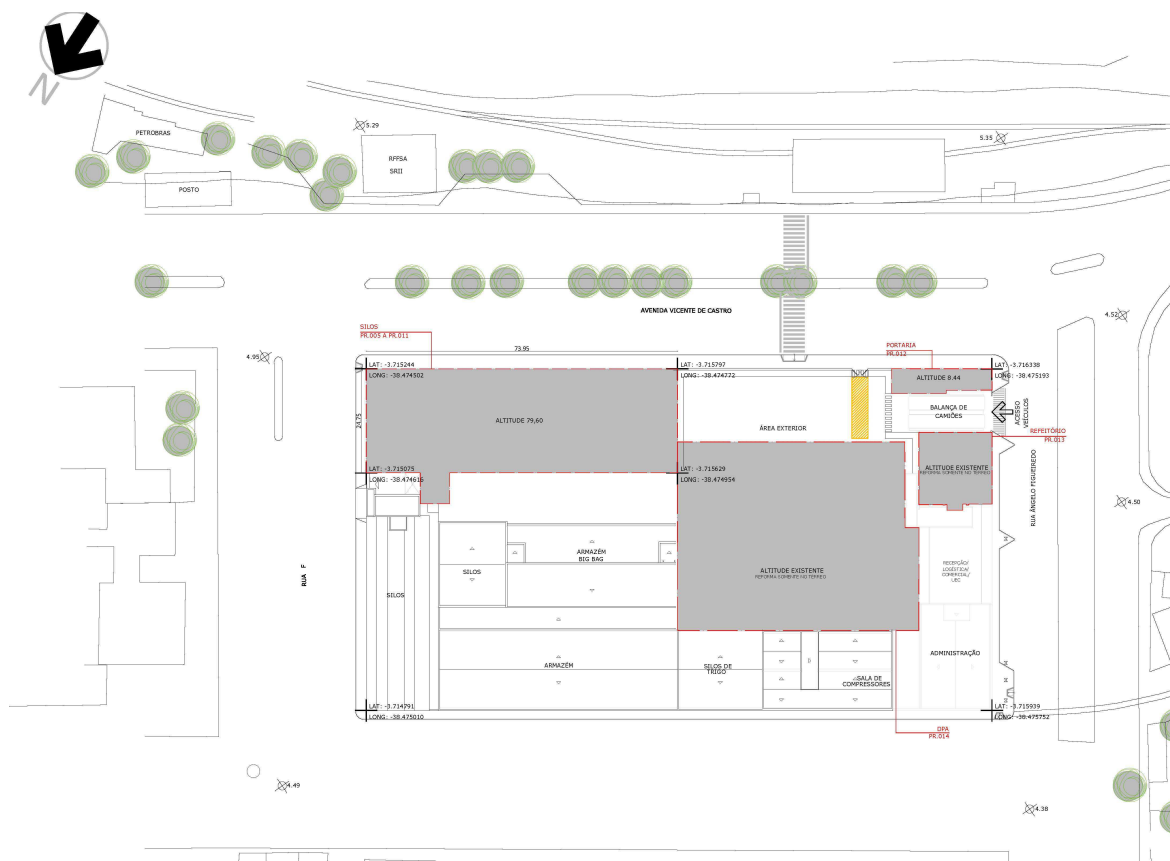 N
PETROBRAS
POSTO
RFFSA
SRII
5.29
5.35
AVENIDA VICENTE DE CASTRO
4.52
4.95
SILOS
PR.005 A PR.011
73.95
24.75
LAT: -3.715244
LONG: -38.474502
LAT: -3.715797
LONG: -38.474772
PORTARIA
PR.012
LAT: -3.716338
LONG: -38.475193
ALTITUDE 8.44
ALTITUDE 79,60
BALANÇA DE
CAMIÕES
ACESSO
VEÍCULOS
ÁREA EXTERIOR
REFEITÓRIO
PR.013
LAT: -3.715075
LONG: -38.474616
LAT: -3.715629
LONG: -38.474954
ALTITUDE EXISTENTE
REFORMA SOMENTE NO TÉRREO
RUA ÂNGELO FIGUEIREDO
4.50
RUA F
SILOS
SILOS
ARMAZÉM
BIG BAG
ALTITUDE EXISTENTE
REFORMA SOMENTE NO TÉRREO
RECEPÇÃO/
LOGÍSTICA/
COMERCIAL/
UEC
ARMAZÉM
SILOS DE
TRIGO
SALA DE
COMPRESSORES
ADMINISTRAÇÃO
LAT: -3.714791
LONG: -38.475010
LAT: -3.715939
LONG: -38.475752
DPA
PR.014
4.49
4.38